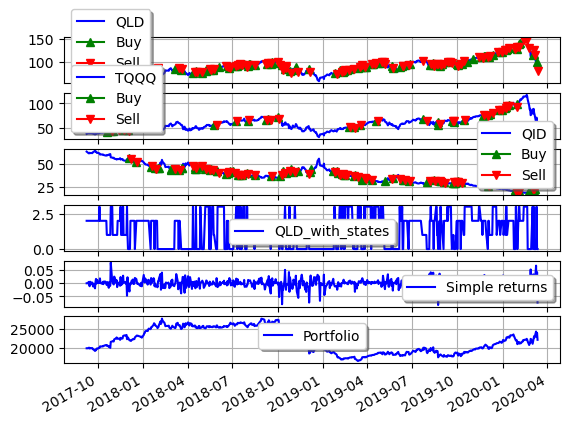 QLD
Buy
Sell
150
100
TQQQ
Buy
Sell
100
50
QID
Buy
Sell
50
25
QLD_with_states
2.5
0.0
Simple returns
0.05
0.00
−0.05
Portfolio
25000
20000
2017-10
2018-01
2018-04
2018-07
2018-10
2019-01
2019-04
2019-07
2019-10
2020-01
2020-04